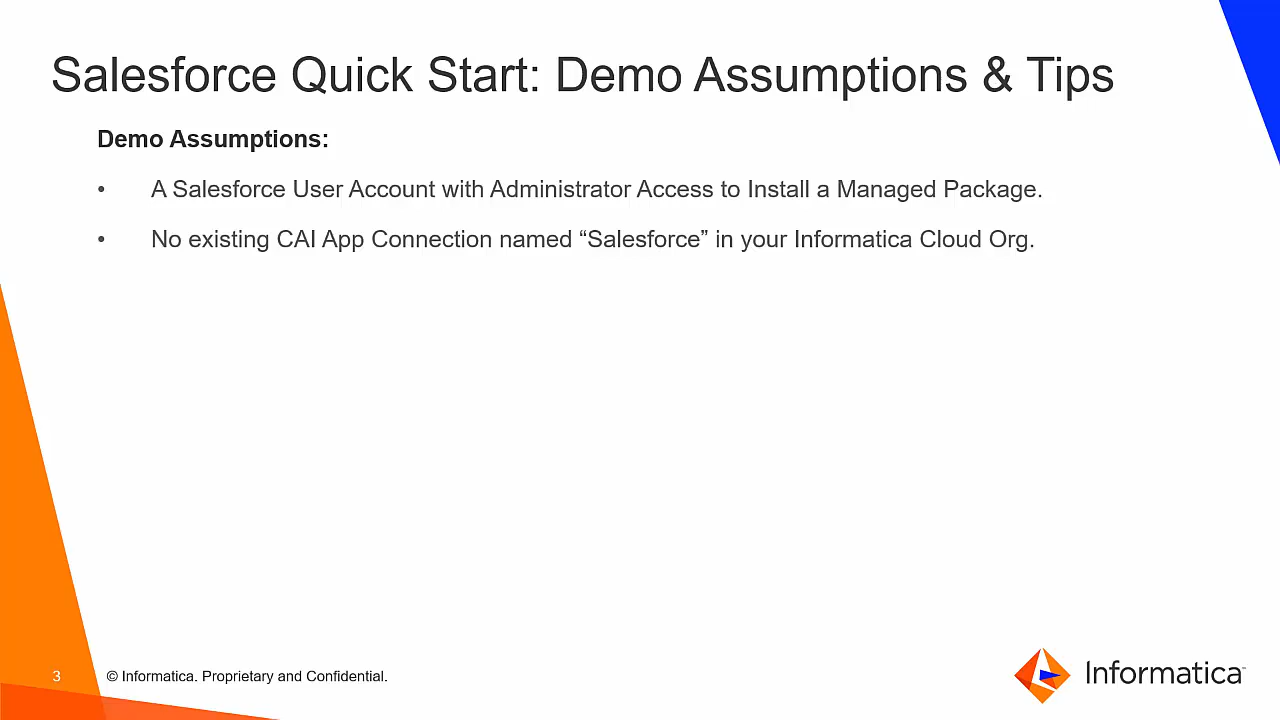 Salesforce Quick Start: Demo Assumptions & Tips
Demo Assumptions:
• A Salesforce User Account with Administrator Access to Install a Managed Package.
• No existing CAI App Connection named “Salesforce” in your Informatica Cloud Org.
3 © Informatica. Proprietary and Confidential.
Informatica™